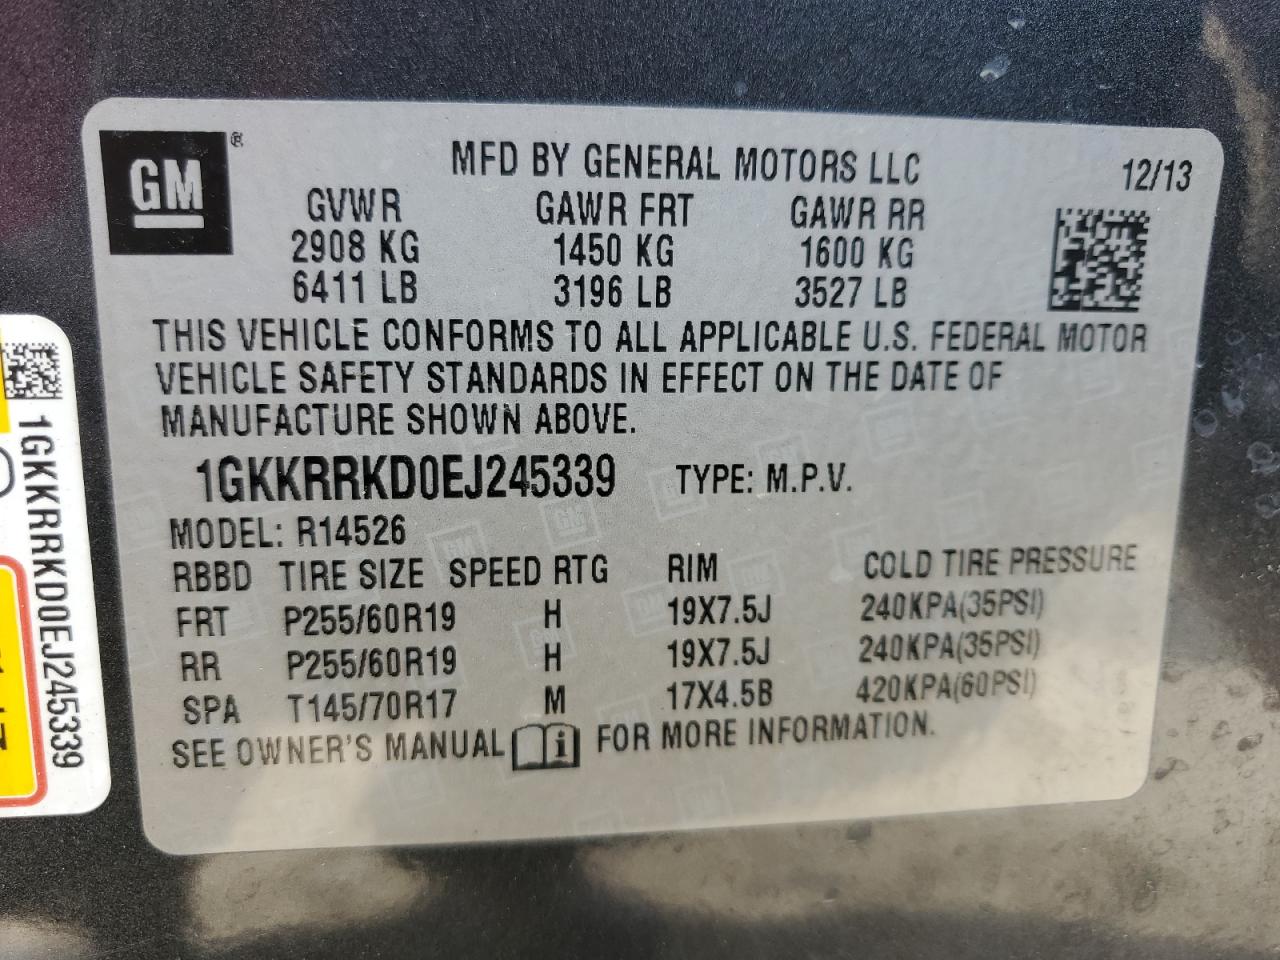 GM ®
MFD BY GENERAL MOTORS LLC 12/13
GVWR GAWR FRT GAWR RR
2908 KG 1450 KG 1600 KG
6411 LB 3196 LB 3527 LB
THIS VEHICLE CONFORMS TO ALL APPLICABLE U.S. FEDERAL MOTOR
VEHICLE SAFETY STANDARDS IN EFFECT ON THE DATE OF
MANUFACTURE SHOWN ABOVE.
1GKKRRKD0EJ245339 TYPE: M.P.V.
MODEL: R14526
RBBD TIRE SIZE SPEED RTG RIM COLD TIRE PRESSURE
FRT P255/60R19 H 19X7.5J 240KPA(35PSI)
RR P255/60R19 H 19X7.5J 240KPA(35PSI)
SPA T145/70R17 M 17X4.5B 420KPA(60PSI)
SEE OWNER'S MANUAL i FOR MORE INFORMATION.
1GKKRRKD0EJ245339